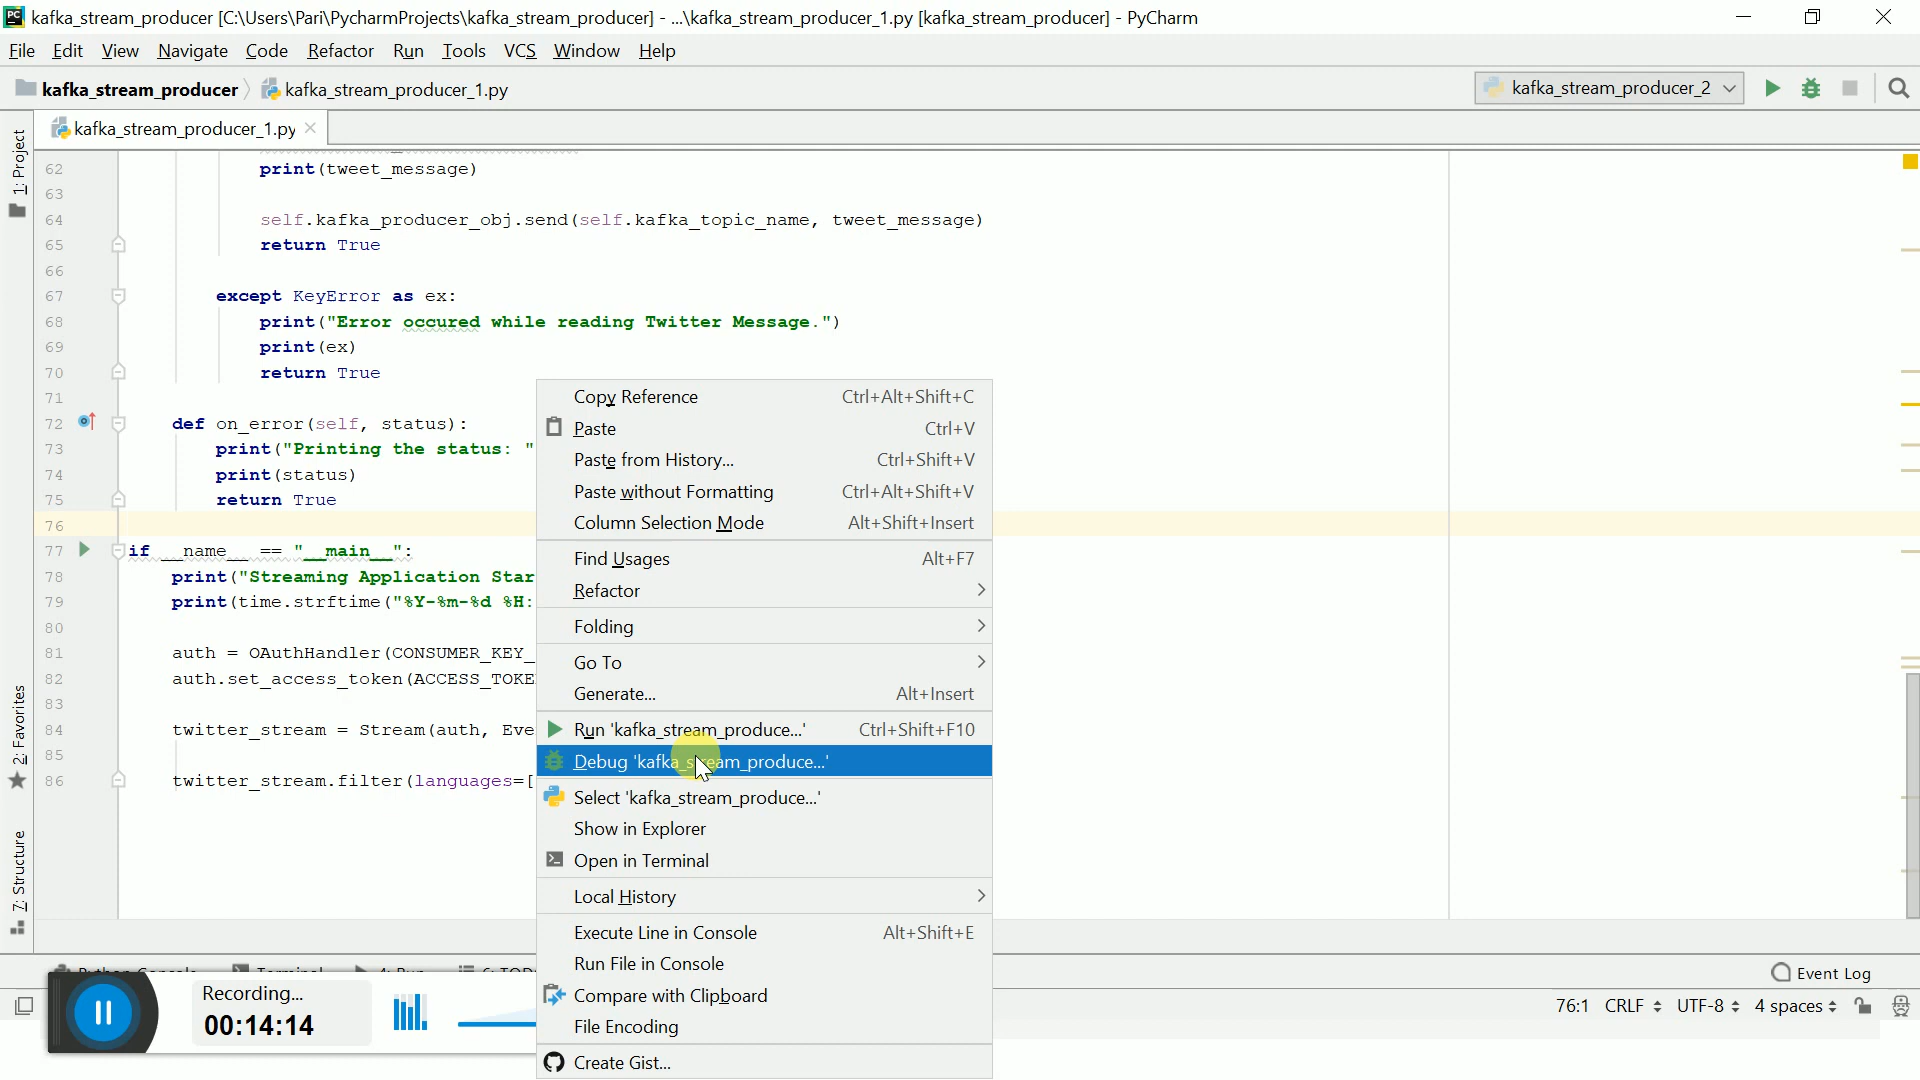 kafka_stream_producer [C:\Users\Pari\PycharmProjects\kafka_stream_producer] - ...\kafka_stream_producer_1.py [kafka_stream_producer] - PyCharm
File Edit View Navigate Code Refactor Run Tools VCS Window Help
kafka_stream_producer kafka_stream_producer_1.py kafka_stream_producer_2
kafka_stream_producer_1.py
1: Project
2: Favorites
7: Structure
62 print(tweet_message)
63
64 self.kafka_producer_obj.send(self.kafka_topic_name, tweet_message)
65 return True
66
67 except KeyError as ex:
68 print("Error occured while reading Twitter Message.")
69 print(ex)
70 return True
71
72 def on_error(self, status):
73 print("Printing the status: "
74 print(status)
75 return True
76
77 if __name__ == "__main__":
78 print("Streaming Application Star
79 print(time.strftime("%Y-%m-%d %H:
80
81 auth = OAuthHandler(CONSUMER_KEY_
82 auth.set_access_token(ACCESS_TOKE
83
84 twitter_stream = Stream(auth, Eve
85
86 twitter_stream.filter(languages=[
Copy Reference Ctrl+Alt+Shift+C
Paste Ctrl+V
Paste from History... Ctrl+Shift+V
Paste without Formatting Ctrl+Alt+Shift+V
Column Selection Mode Alt+Shift+Insert
Find Usages Alt+F7
Refactor
Folding
Go To
Generate... Alt+Insert
Run 'kafka_stream_produce...' Ctrl+Shift+F10
Debug 'kafka_stream_produce...'
Select 'kafka_stream_produce...'
Show in Explorer
Open in Terminal
Local History
Execute Line in Console Alt+Shift+E
Run File in Console
Compare with Clipboard
File Encoding
Create Gist...
Event Log
Recording...
00:14:14
76:1 CRLF UTF-8 4 spaces